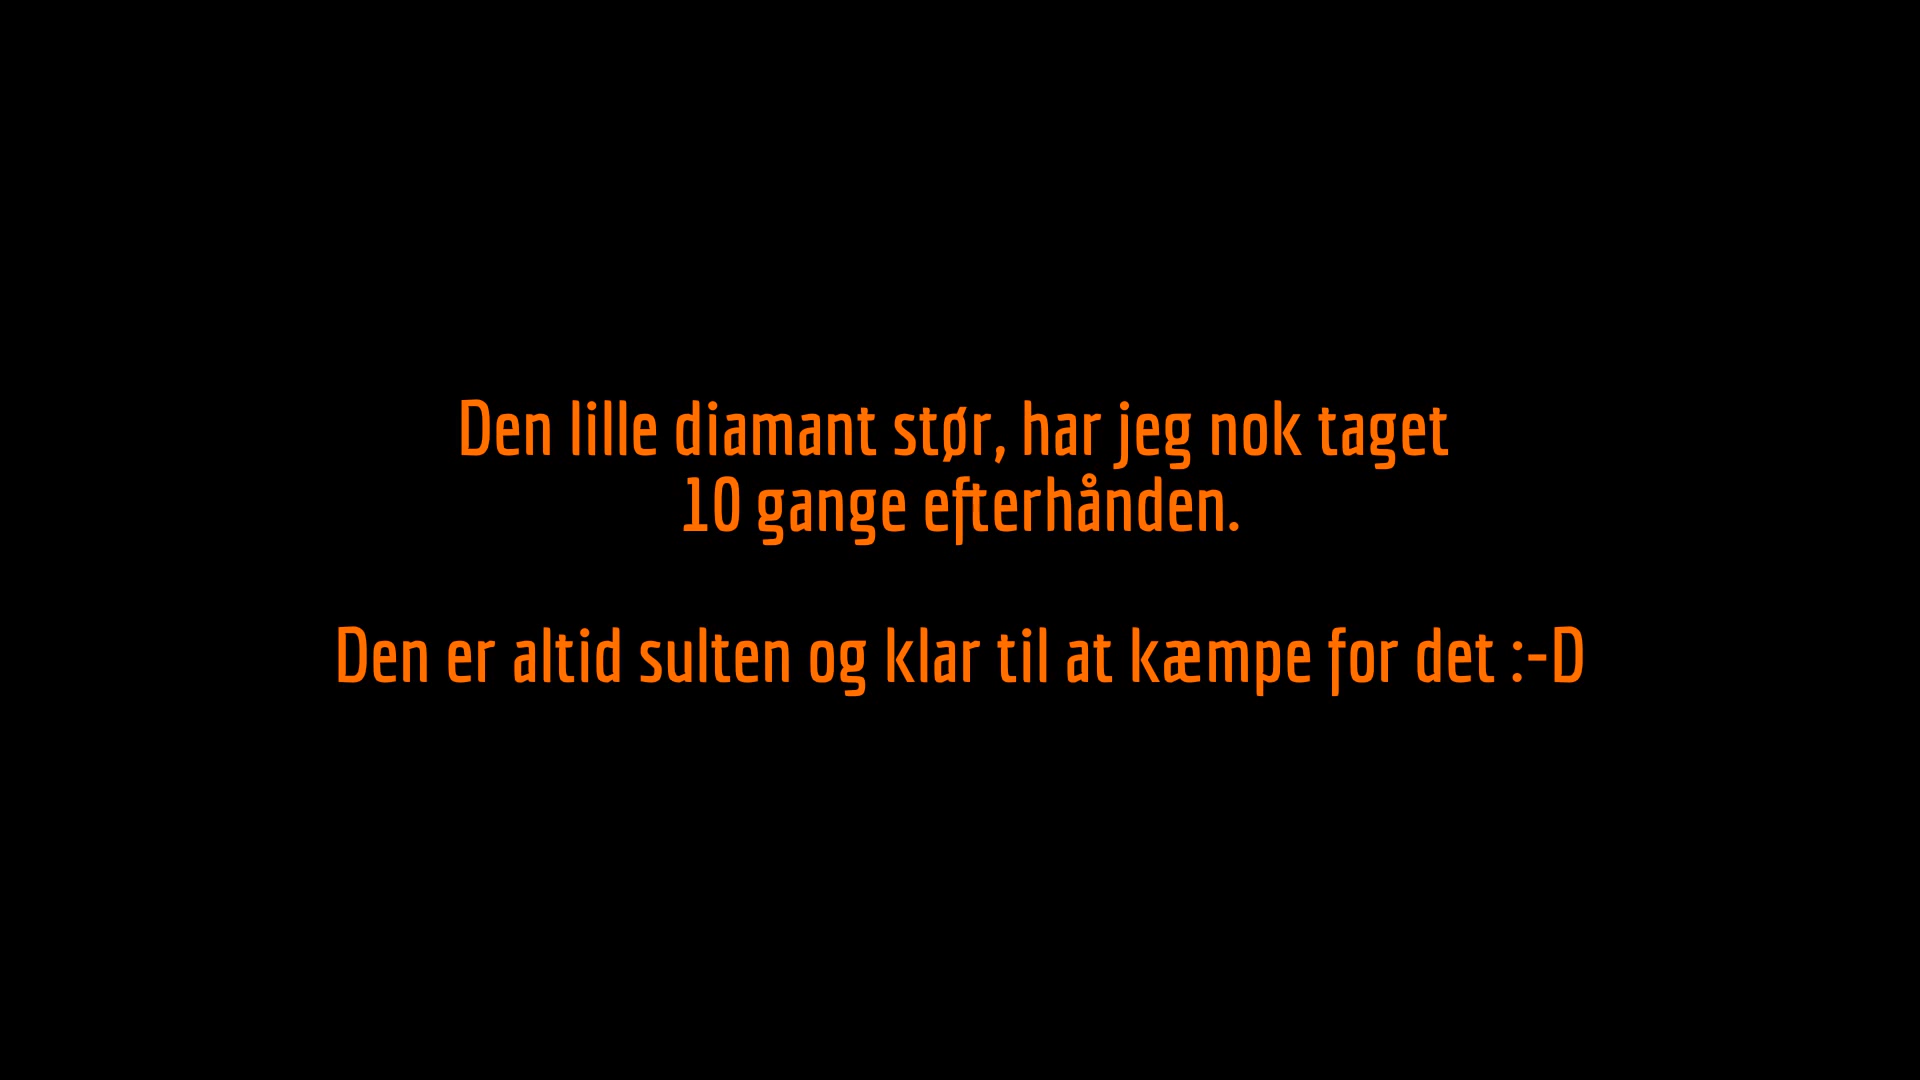 Den lille diamant stør, har jeg nok taget
10 gange efterhånden.
Den er altid sulten og klar til at kæmpe for det :-D